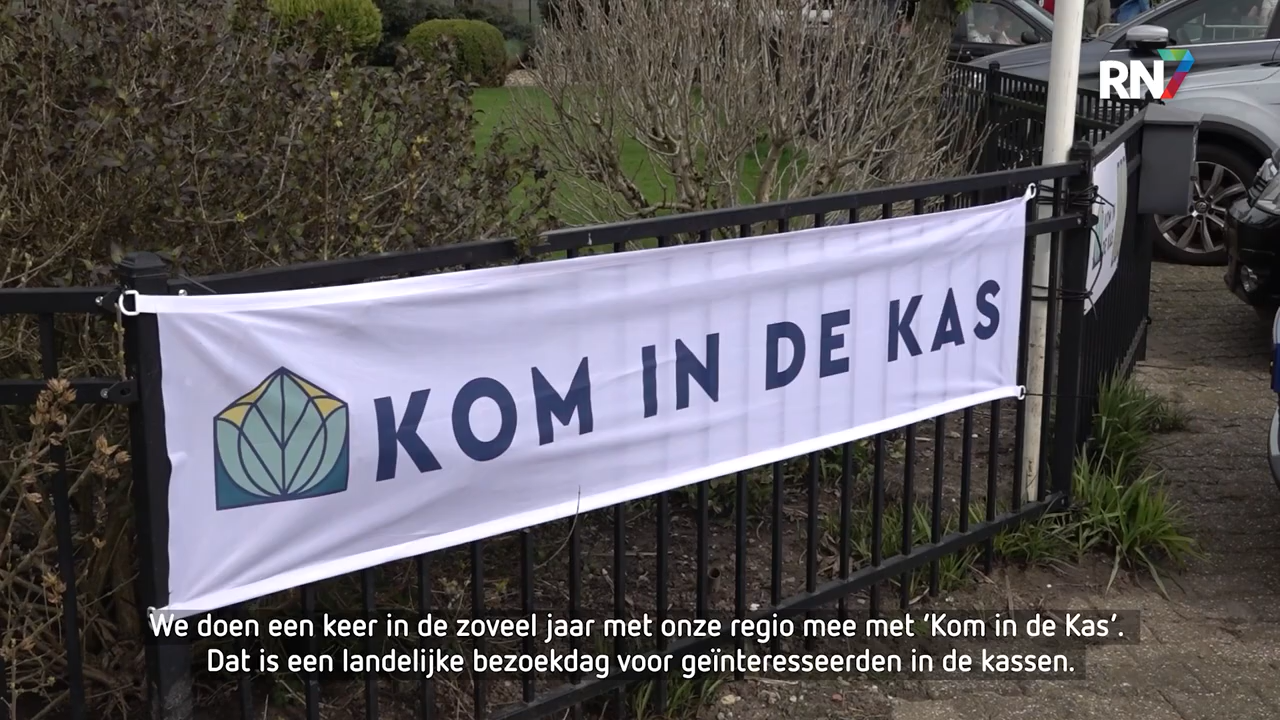 RN7
KOM IN DE KAS
We doen een keer in de zoveel jaar met onze regio mee met ‘Kom in de Kas’.
Dat is een landelijke bezoekdag voor geïnteresseerden in de kassen.